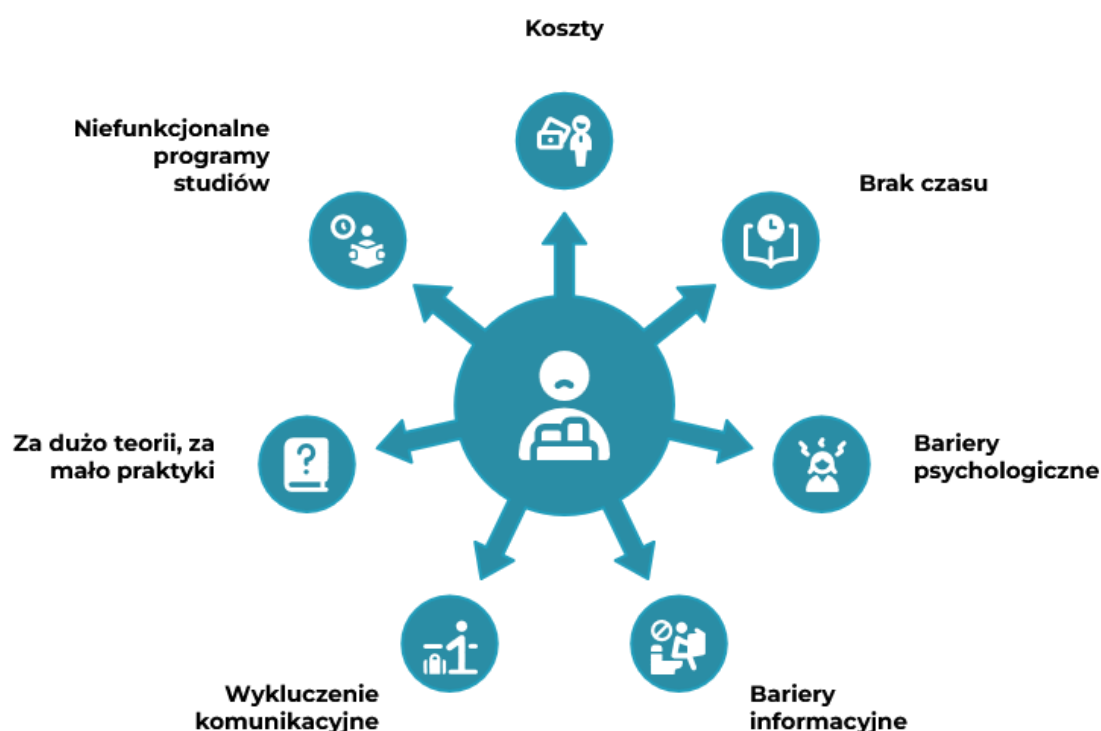 Koszty
Niefunkcjonalne
programy
studiów
Brak czasu
Za dużo teorii, za
mało praktyki
Bariery
psychologiczne
Wykluczenie
komunikacyjne
Bariery
informacyjne